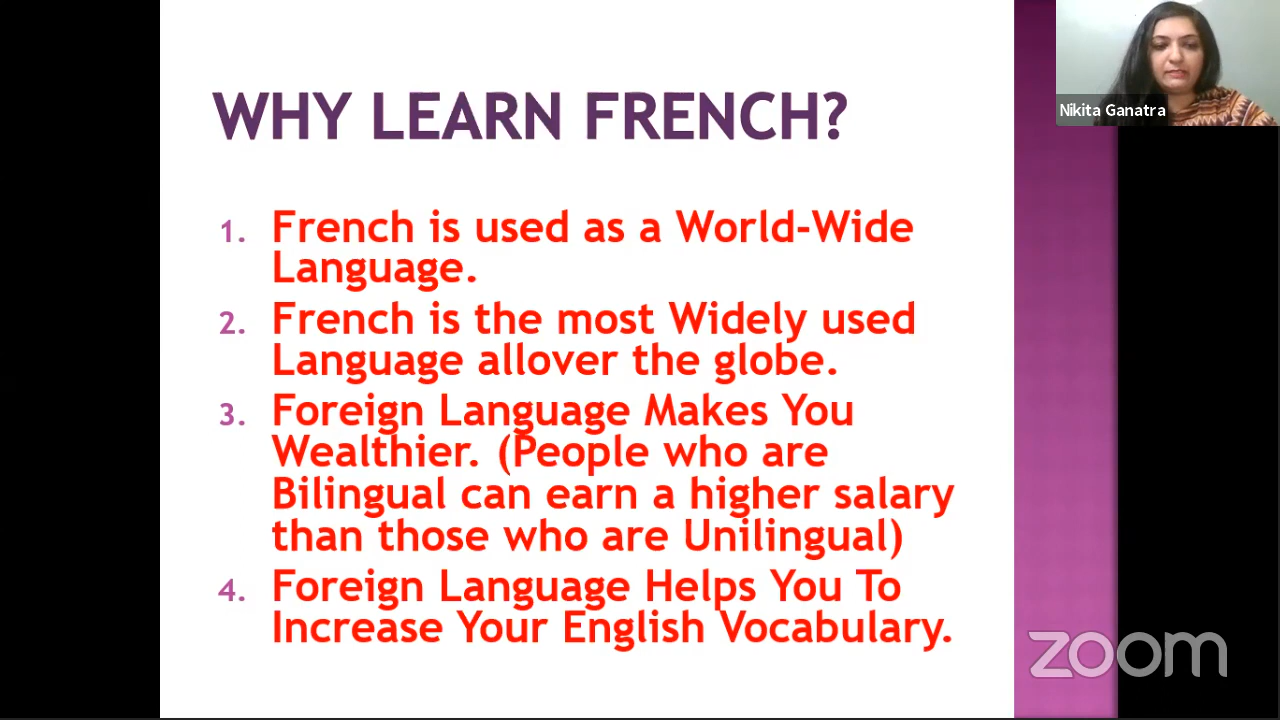 WHY LEARN FRENCH?
Nikita Ganatra
1. French is used as a World-Wide
Language.
2. French is the most Widely used
Language allover the globe.
3. Foreign Language Makes You
Wealthier. (People who are
Bilingual can earn a higher salary
than those who are Unilingual)
4. Foreign Language Helps You To
Increase Your English Vocabulary.
zoom